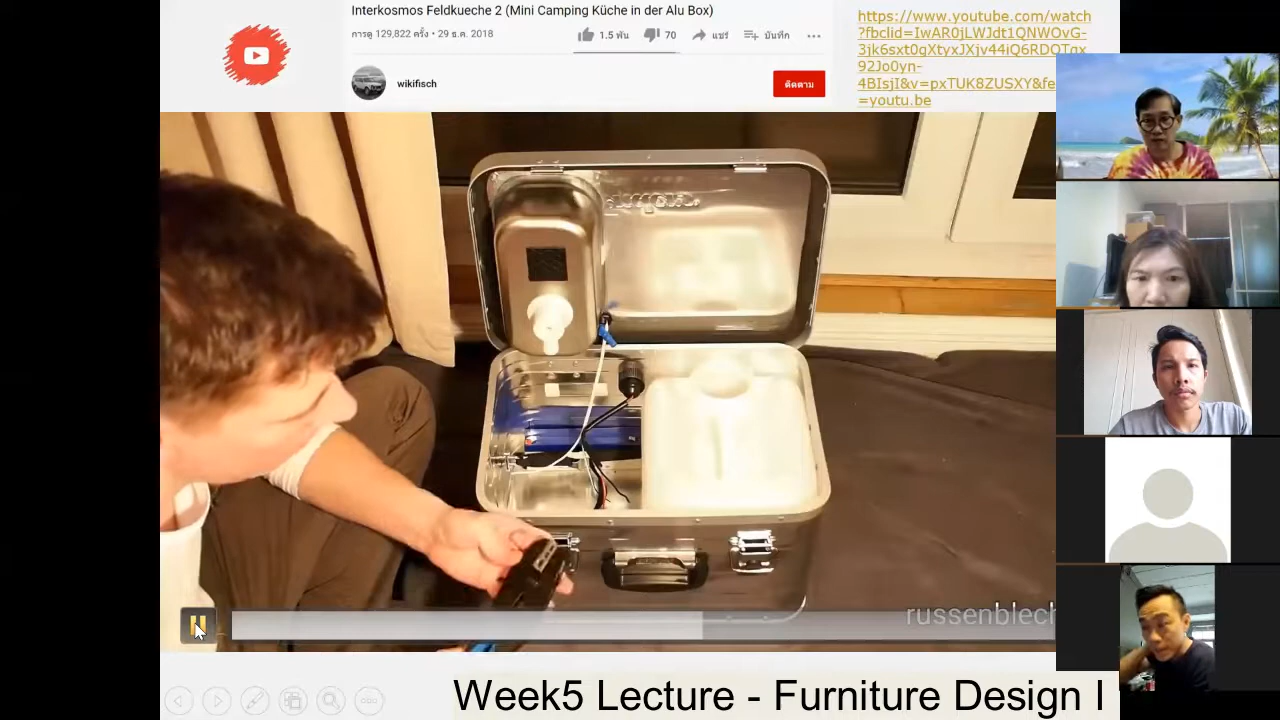 Interkosmos Feldkueche 2 (Mini Camping Küche in der Alu Box)
การดู 129,822 ครั้ง • 29 ธ.ค. 2018
1.5 พัน
70
แชร์
บันทึก
wikifisch
ติดตาม
https://www.youtube.com/watch
?fbclid=IwAR0jLWJdt1QNWOvG-
3jk6sxt0qXtyxJXjv44iQ6RDOTqx
92Jo0yn-
4BIsjI&v=pxTUK8ZUSXY&fe
=youtu.be
russenblech
Week5 Lecture - Furniture Design I